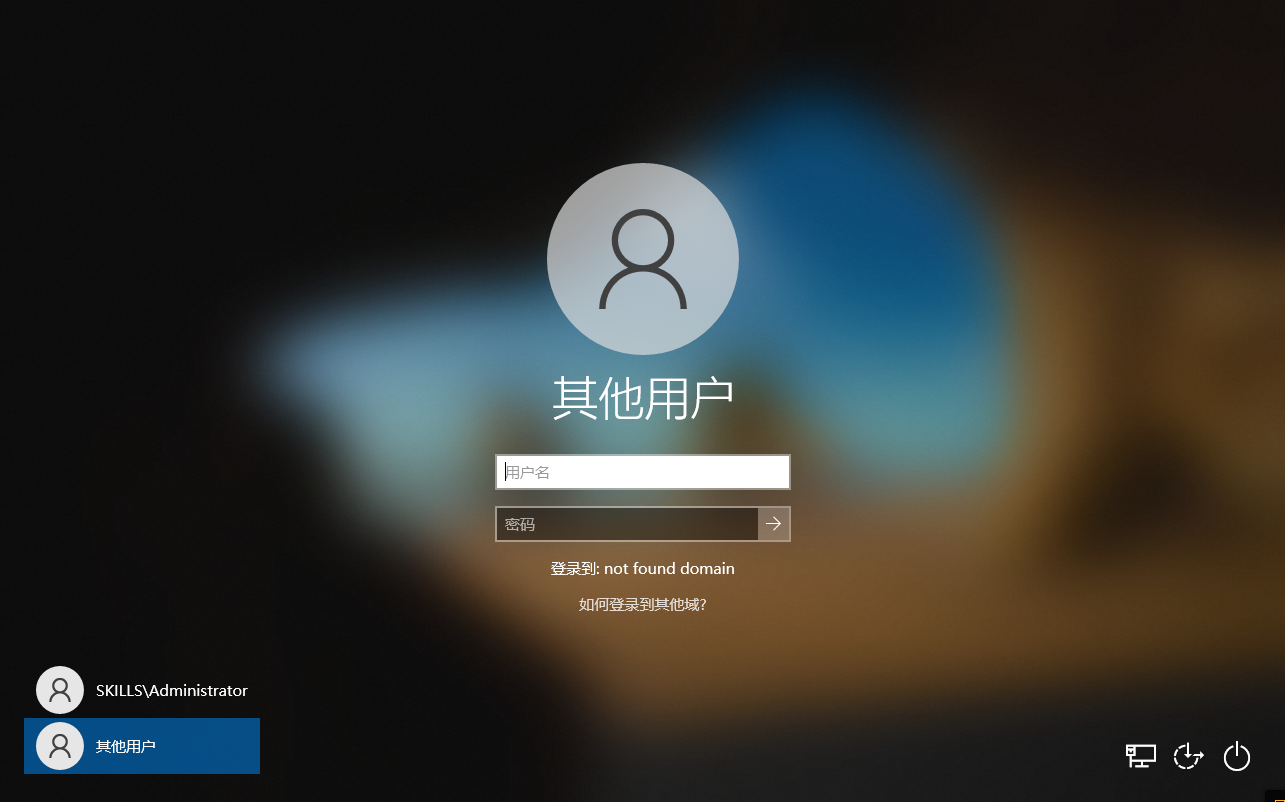 其他用户
用户名
密码
登录到: not found domain
如何登录到其他域?
SKILLS\Administrator
其他用户